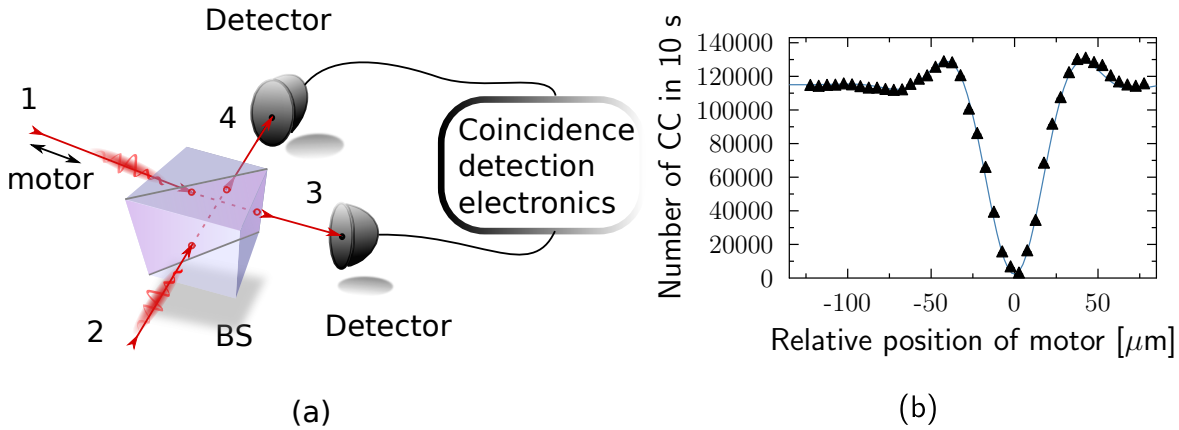 Detector
1
4
motor
3
2
BS
Detector
Coincidence
detection
electronics
(a)
Number of CC in 10 s
140000
120000
100000
80000
60000
40000
20000
0
-100
-50
0
50
Relative position of motor [μm]
(b)